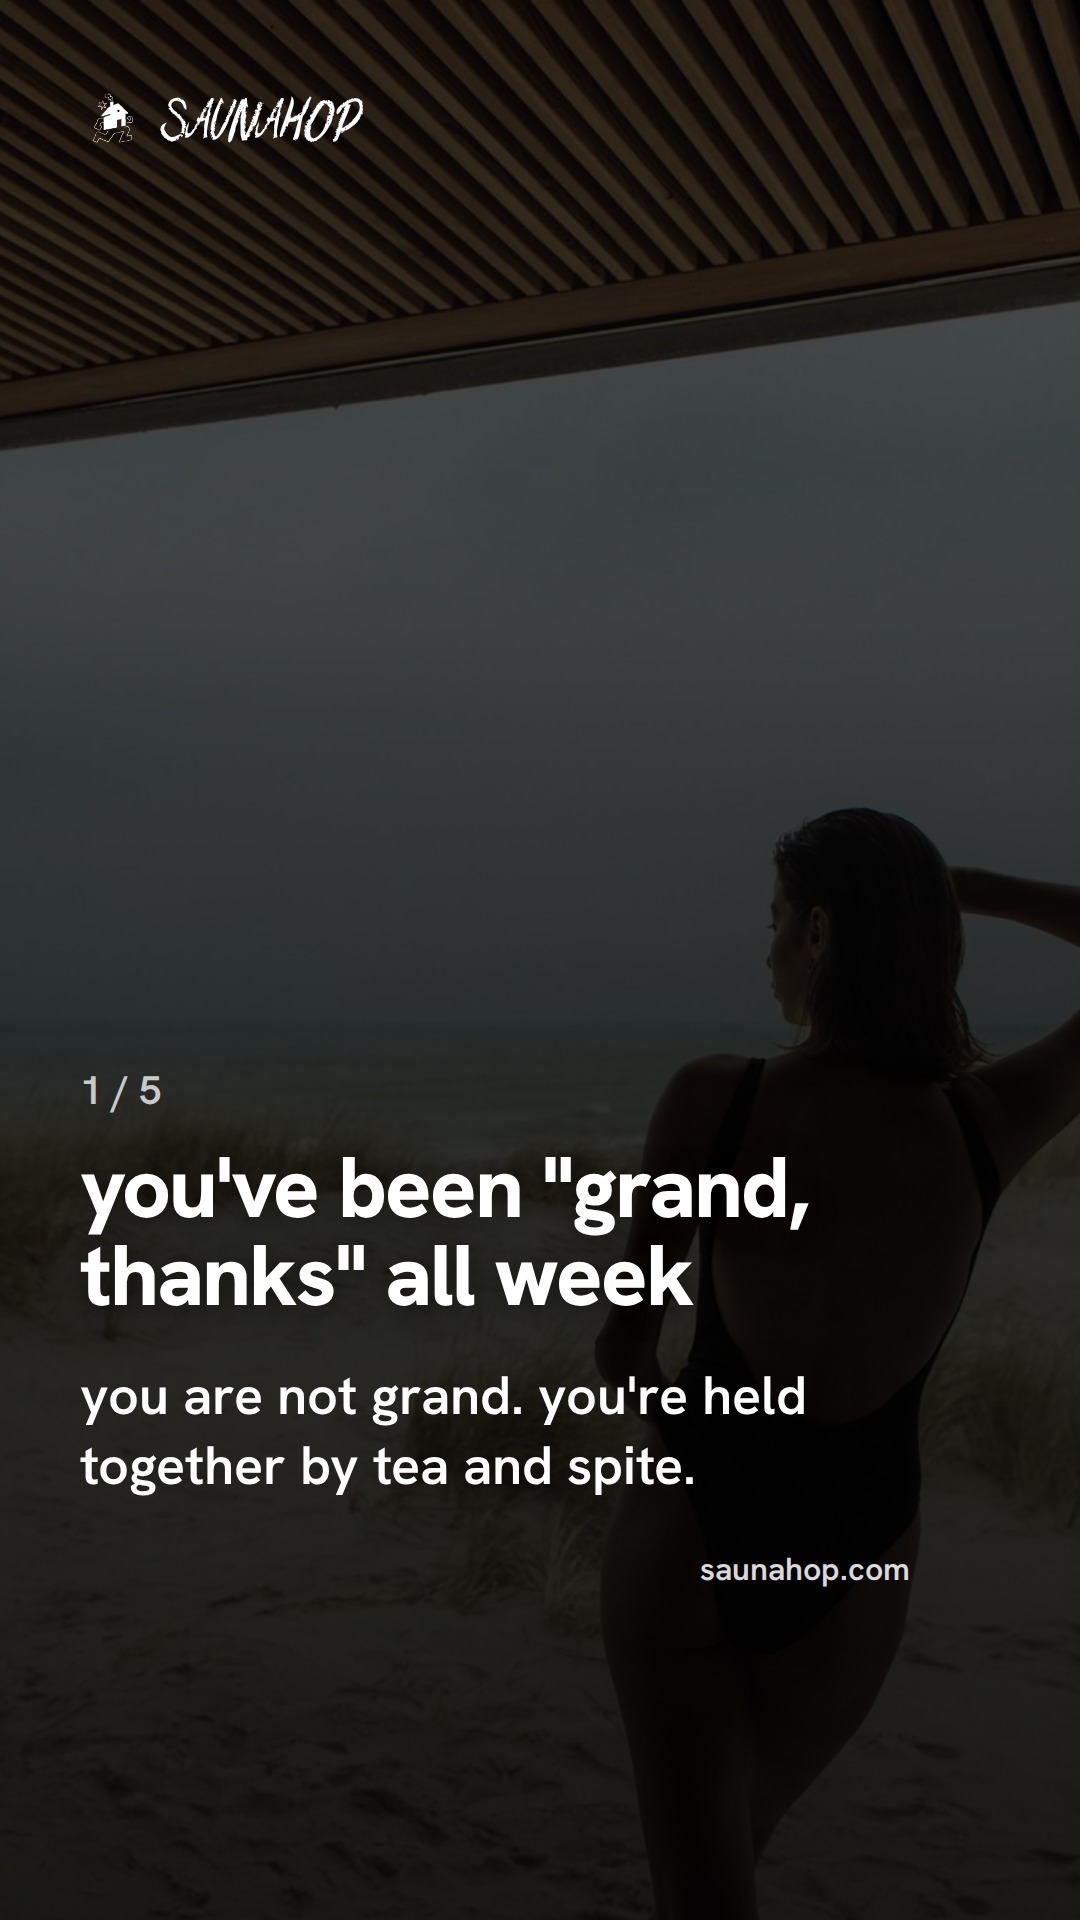 SAUNAHOP
1 / 5
you've been "grand,
thanks" all week
you are not grand. you're held
together by tea and spite.
saunahop.com